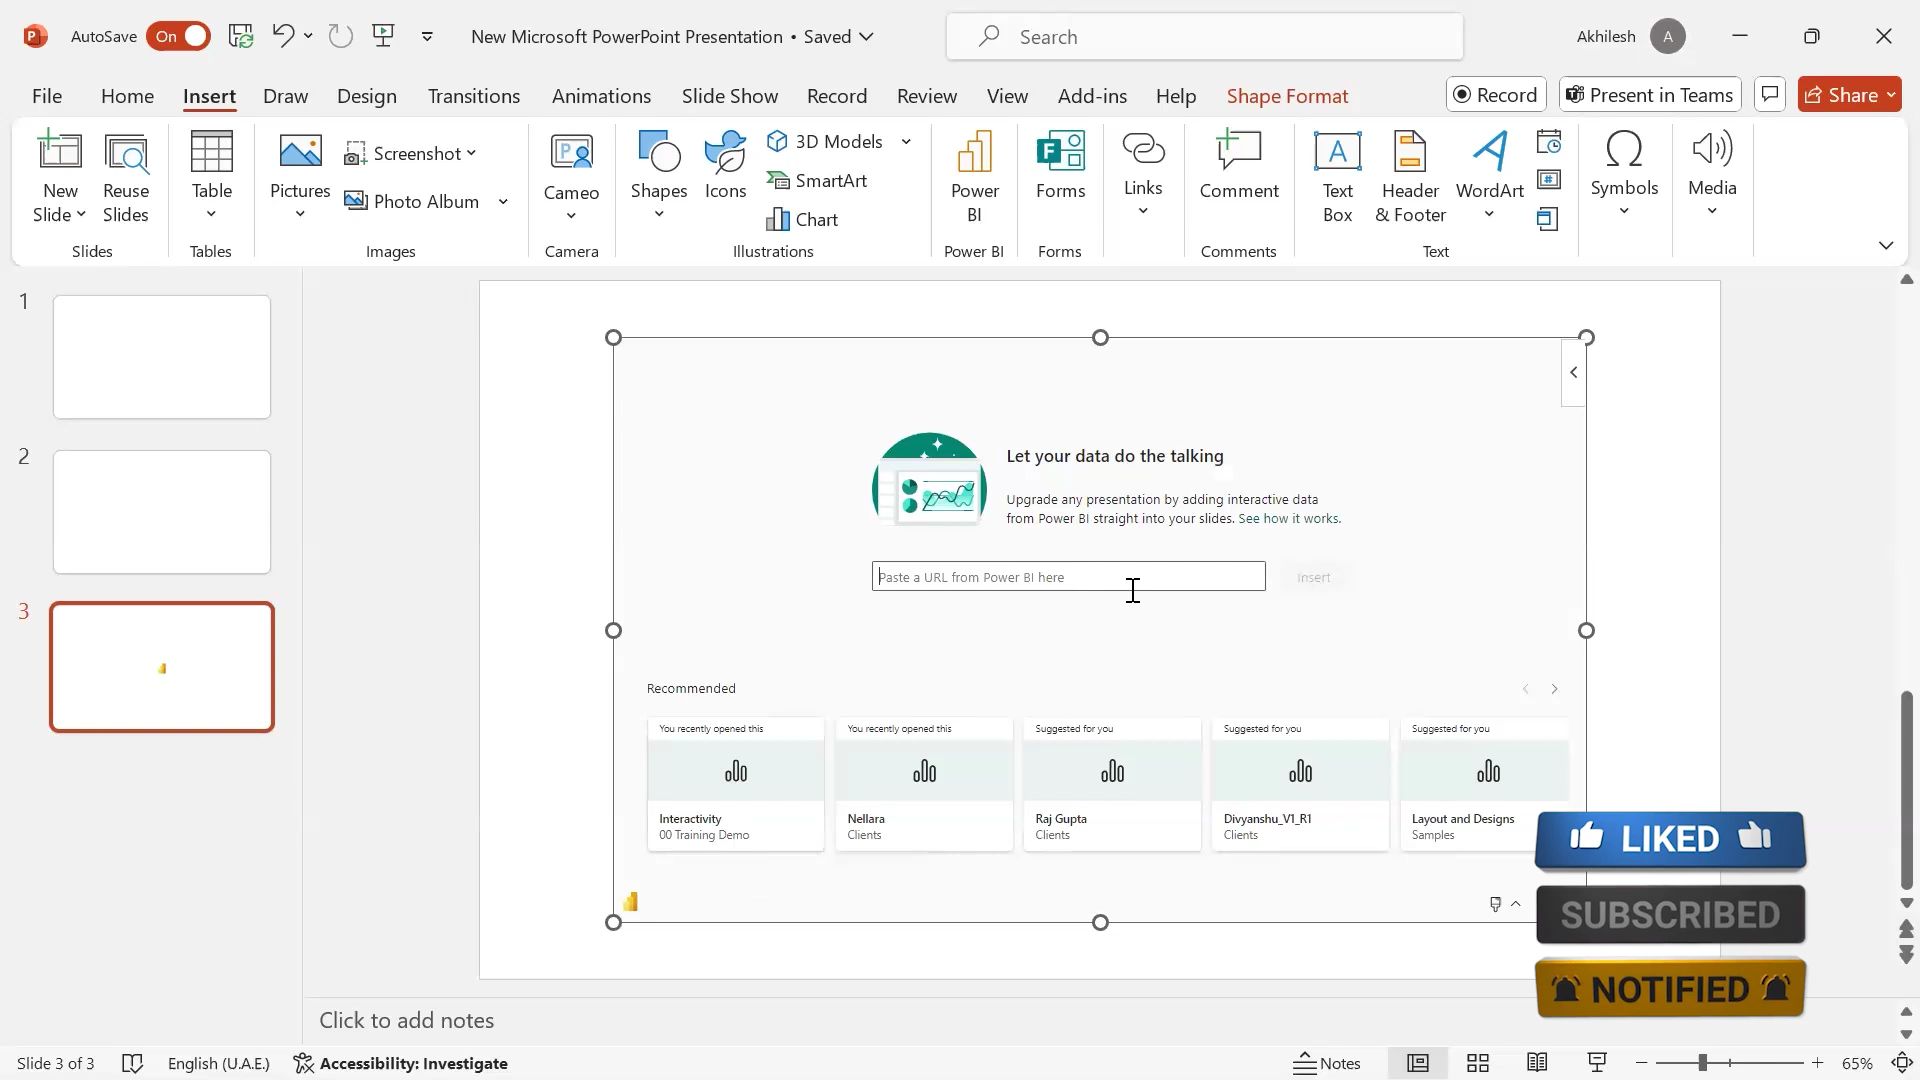 AutoSave On New Microsoft PowerPoint Presentation • Saved Search Akhilesh A
File Home Insert Draw Design Transitions Animations Slide Show Record Review View Add-ins Help Shape Format Record Present in Teams Share
New Slide
Reuse Slides
Table
Pictures
Screenshot
Photo Album
Cameo
Shapes
Icons
3D Models
SmartArt
Chart
Power BI
Forms
Links
Comment
Text Box
Header & Footer
WordArt
Symbols
Media
Slides Tables Images Camera Illustrations Power BI Forms Comments Text
1
2
3
Let your data do the talking
Upgrade any presentation by adding interactive data
from Power BI straight into your slides. See how it works.
Paste a URL from Power BI here Insert
Recommended
You recently opened this
Interactivity
00 Training Demo
You recently opened this
Nellara
Clients
Suggested for you
Raj Gupta
Clients
Suggested for you
Divyanshu_V1_R1
Clients
Suggested for you
Layout and Designs
Samples
LIKED
SUBSCRIBED
NOTIFIED
Click to add notes
Slide 3 of 3 English (U.A.E.) Accessibility: Investigate Notes 65%